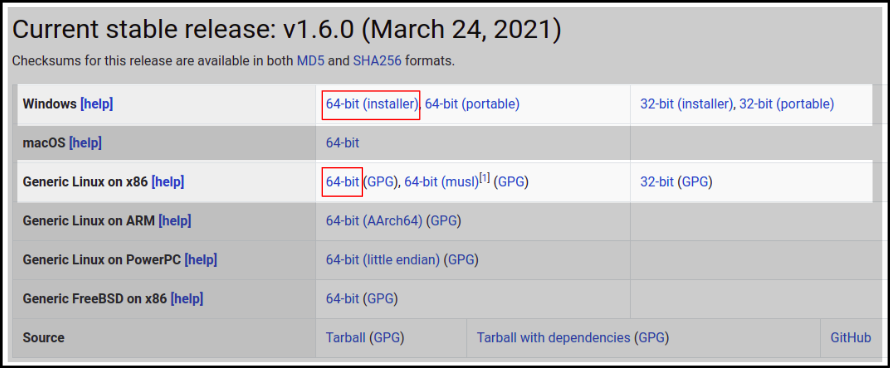 Current stable release: v1.6.0 (March 24, 2021)
Checksums for this release are available in both MD5 and SHA256 formats.
Windows [help] 64-bit (installer), 64-bit (portable) 32-bit (installer), 32-bit (portable)
macOS [help] 64-bit
Generic Linux on x86 [help] 64-bit (GPG), 64-bit (musl)[1] (GPG) 32-bit (GPG)
Generic Linux on ARM [help] 64-bit (AArch64) (GPG)
Generic Linux on PowerPC [help] 64-bit (little endian) (GPG)
Generic FreeBSD on x86 [help] 64-bit (GPG)
Source Tarball (GPG) Tarball with dependencies (GPG) GitHub